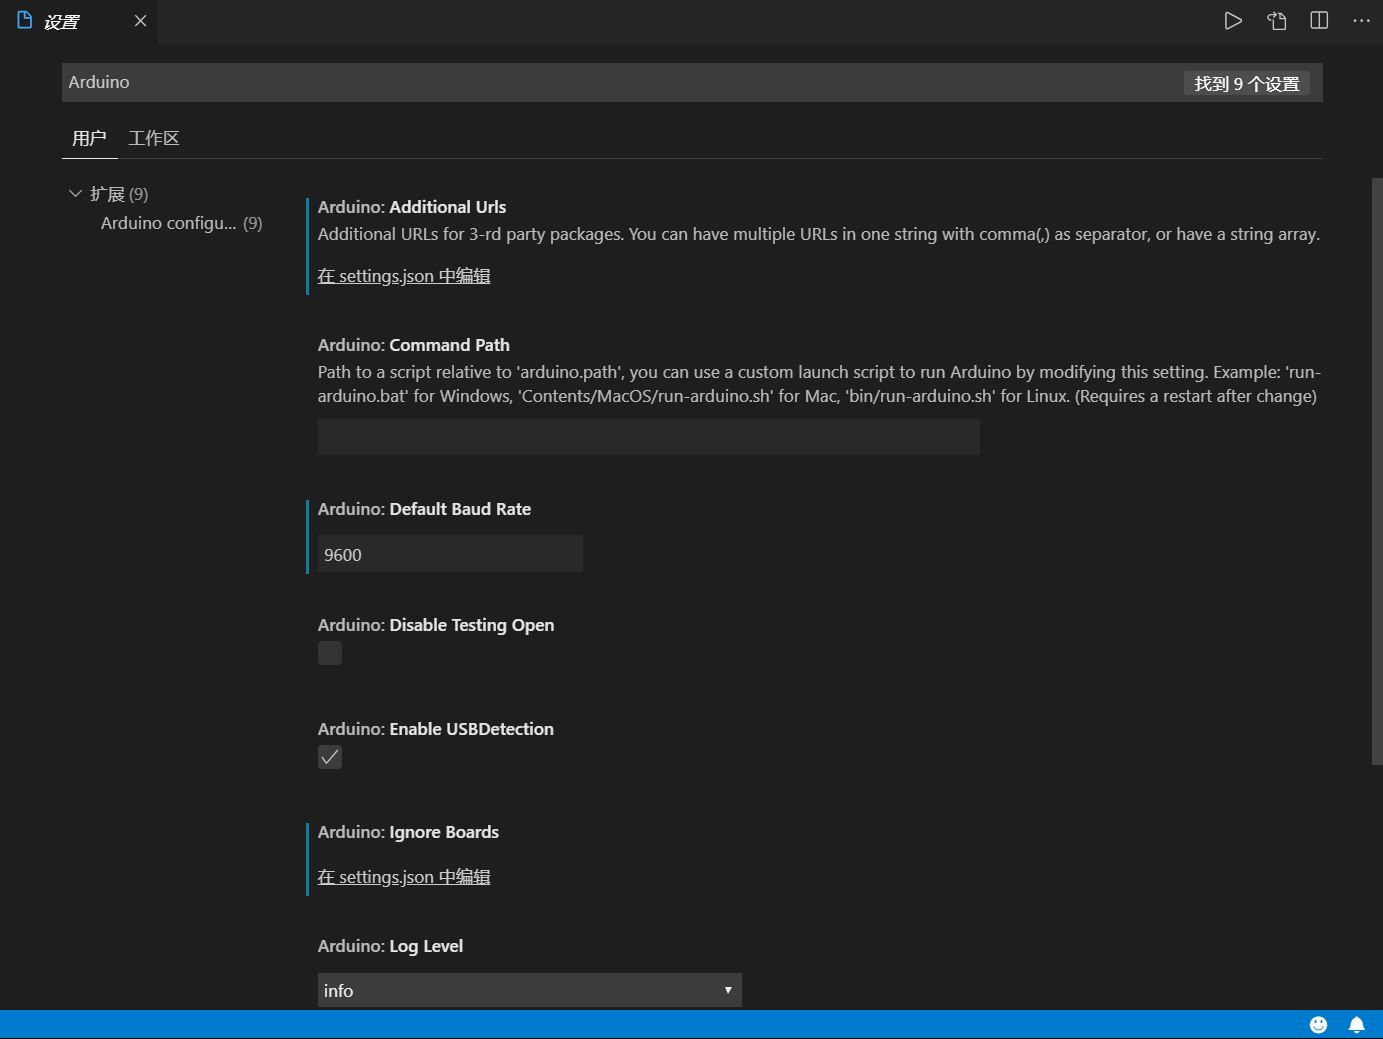 设置
Arduino
找到 9 个设置
用户 工作区
扩展 (9)
Arduino configu... (9)
Arduino: Additional Urls
Additional URLs for 3-rd party packages. You can have multiple URLs in one string with comma(,) as separator, or have a string array.
在 settings.json 中编辑
Arduino: Command Path
Path to a script relative to 'arduino.path', you can use a custom launch script to run Arduino by modifying this setting. Example: 'run-
arduino.bat' for Windows, 'Contents/MacOS/run-arduino.sh' for Mac, 'bin/run-arduino.sh' for Linux. (Requires a restart after change)
Arduino: Default Baud Rate
9600
Arduino: Disable Testing Open
Arduino: Enable USBDetection
Arduino: Ignore Boards
在 settings.json 中编辑
Arduino: Log Level
info